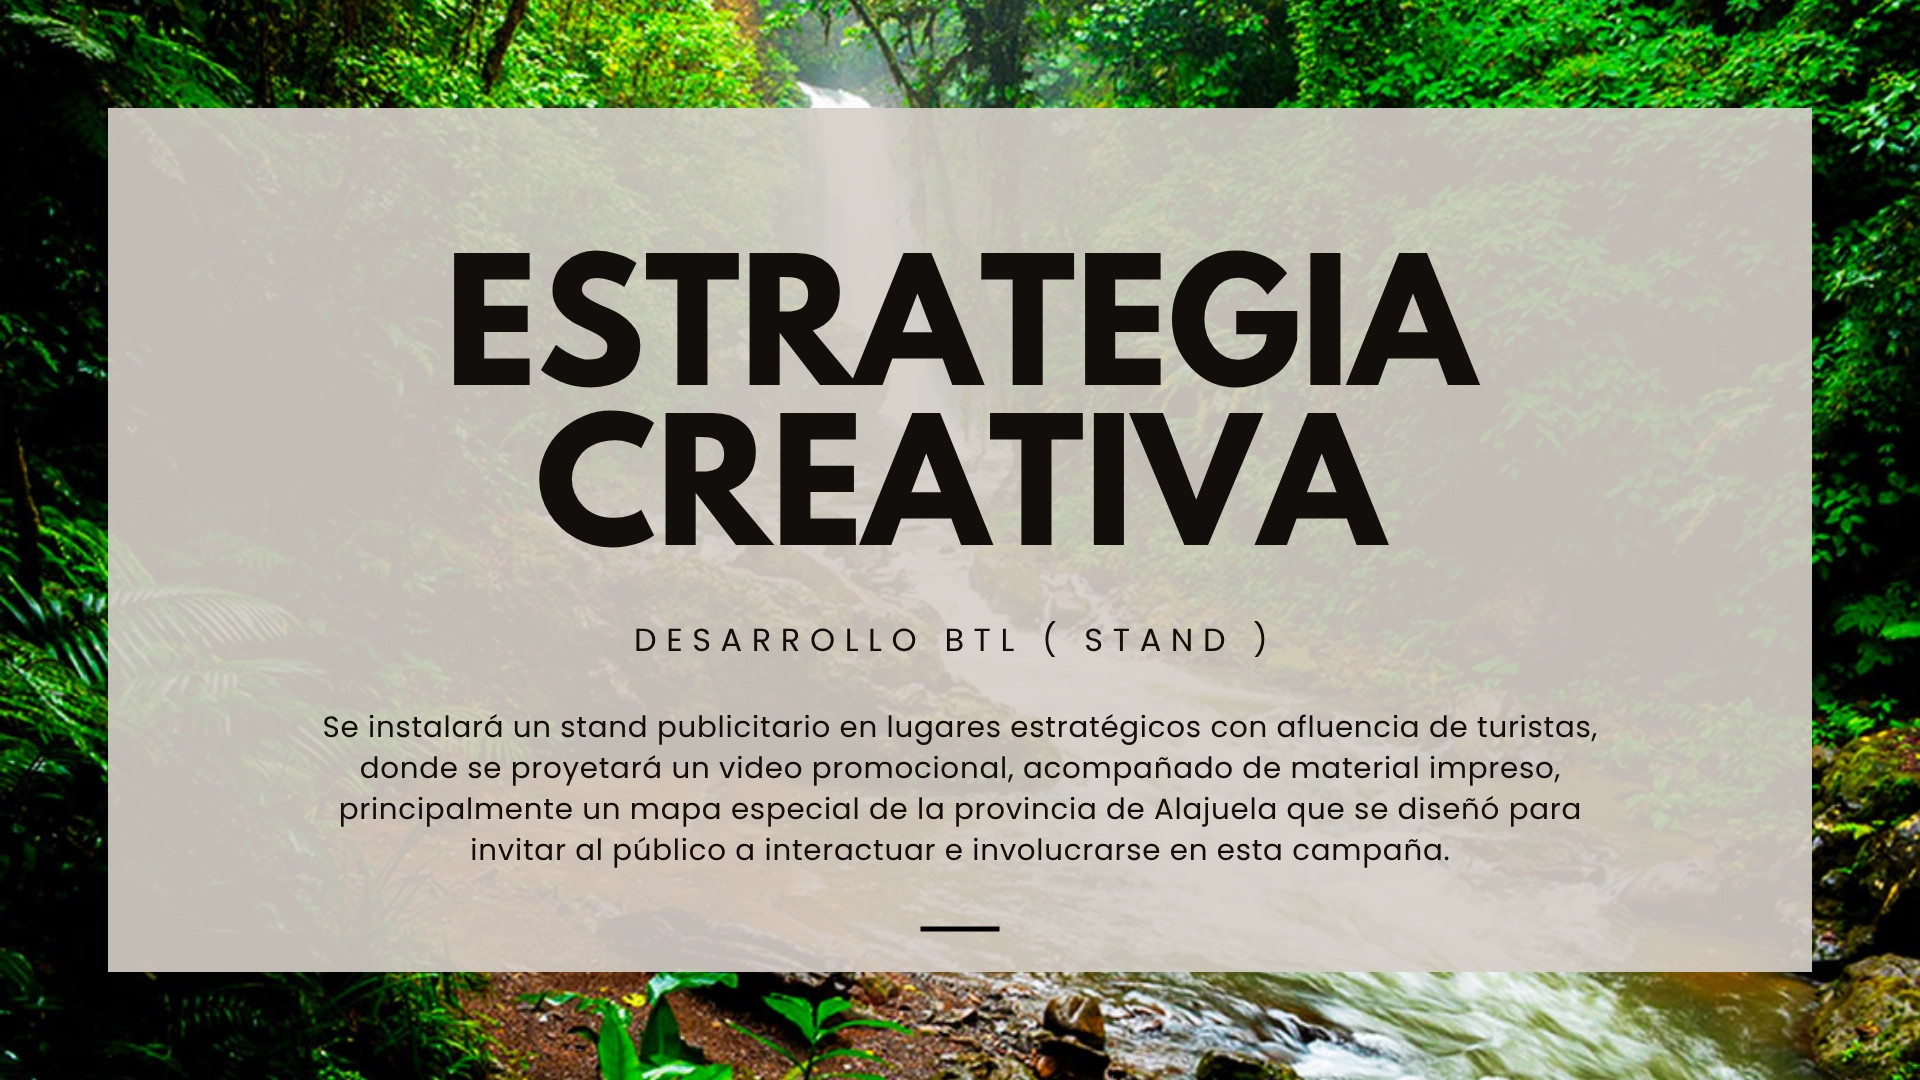 ESTRATEGIA
CREATIVA
DESARROLLO BTL ( STAND )
Se instalará un stand publicitario en lugares estratégicos con afluencia de turistas,
donde se proyetará un video promocional, acompañado de material impreso,
principalmente un mapa especial de la provincia de Alajuela que se diseñó para
invitar al público a interactuar e involucrarse en esta campaña.